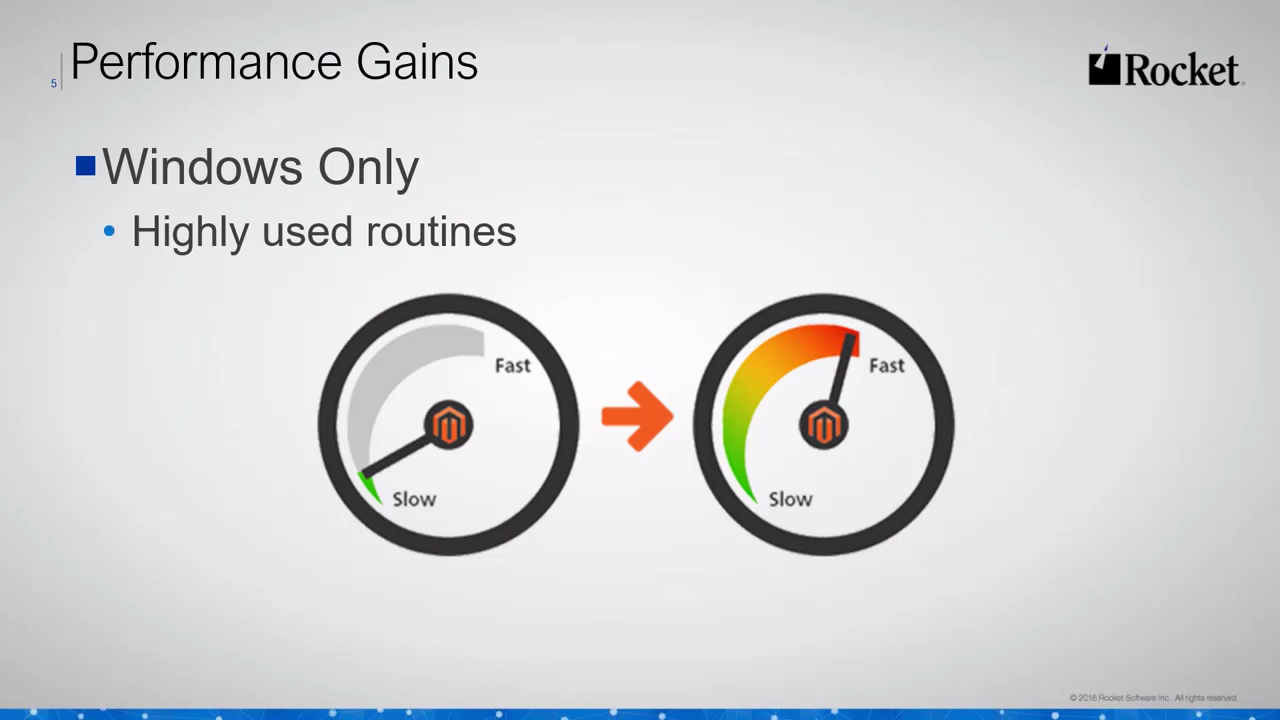 Performance Gains
5
Rocket
Windows Only
Highly used routines
Fast
Slow
Fast
Slow
© 2016 Rocket Software Inc. All rights reserved.